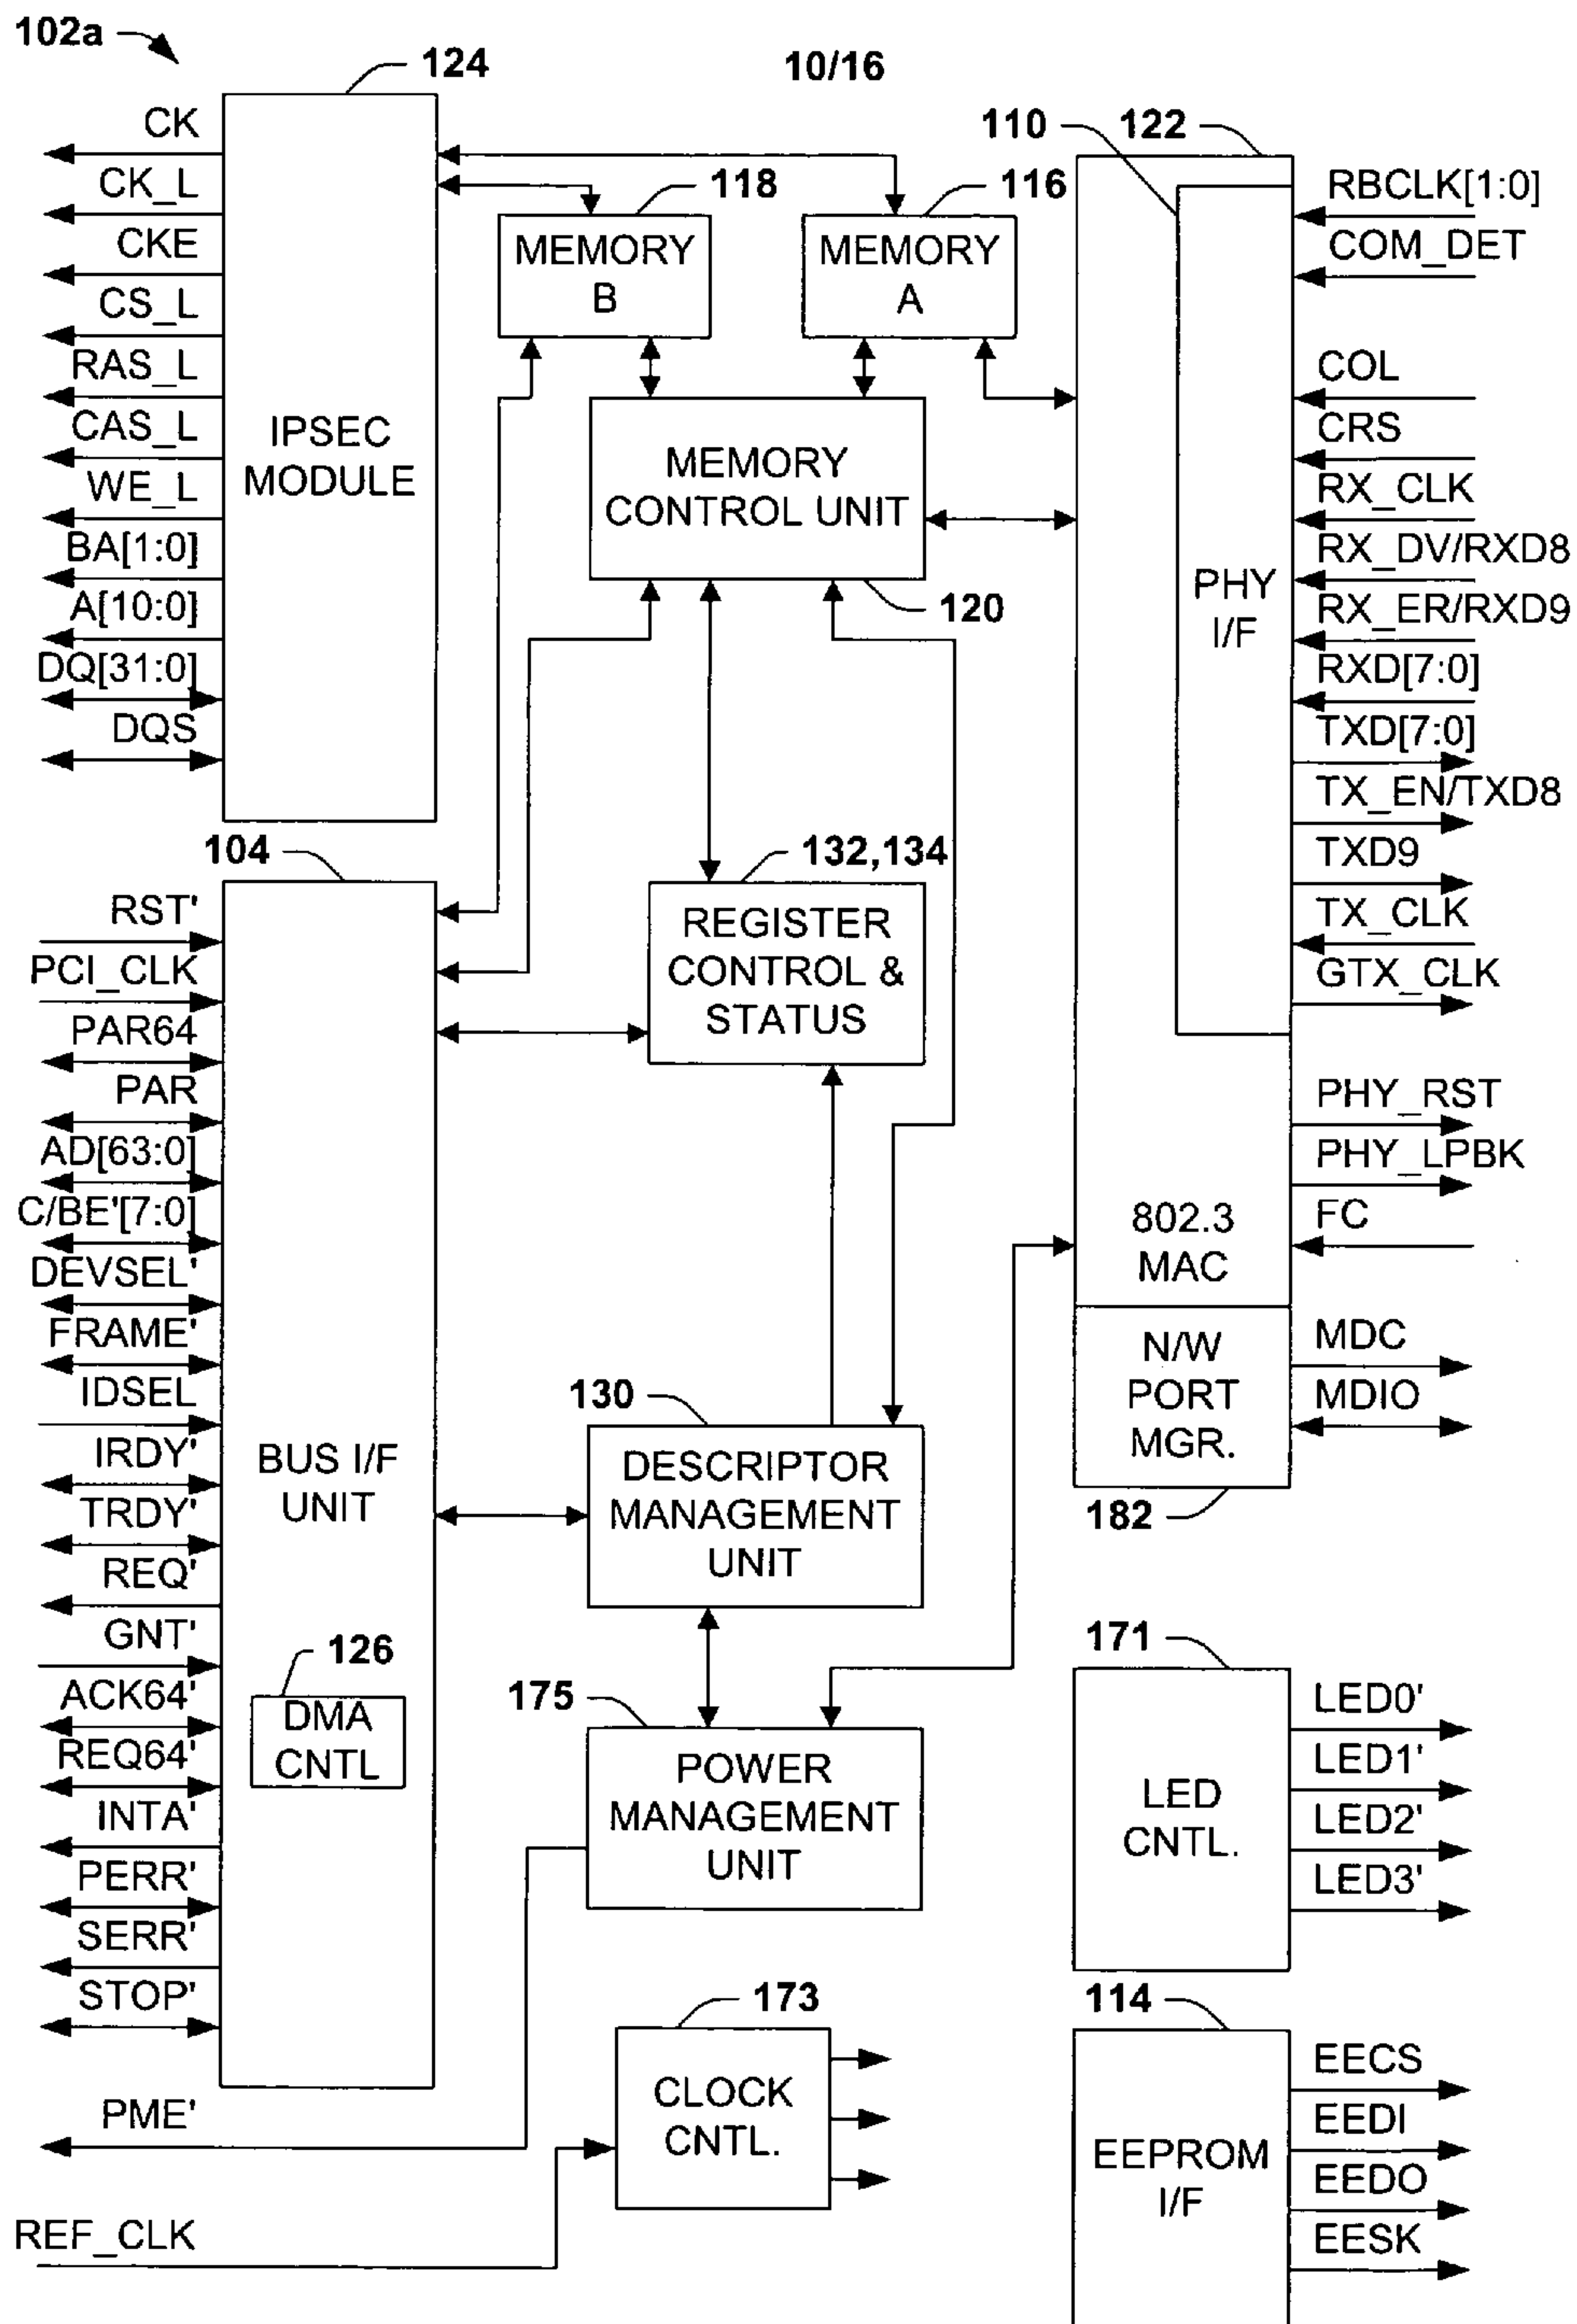 102a
124
10/16
110
122
CK
CK_L
CKE
CS_L
RAS_L
CAS_L
WE_L
BA[1:0]
A[10:0]
DQ[31:0]
DQS
IPSEC
MODULE
118
MEMORY
B
116
MEMORY
A
MEMORY
CONTROL UNIT
120
PHY
I/F
RBCLK[1:0]
COM_DET
COL
CRS
RX_CLK
RX_DV/RXD8
RX_ER/RXD9
RXD[7:0]
TXD[7:0]
TX_EN/TXD8
TXD9
TX_CLK
GTX_CLK
PHY_RST
PHY_LPBK
FC
802.3
MAC
N/W
PORT
MGR.
182
MDC
MDIO
104
RST'
PCI_CLK
PAR64
PAR
AD[63:0]
C/BE'[7:0]
DEVSEL'
FRAME'
IDSEL
IRDY'
TRDY'
REQ'
GNT'
ACK64'
REQ64'
INTA'
PERR'
SERR'
STOP'
BUS I/F
UNIT
126
DMA
CNTL
132,134
REGISTER
CONTROL &
STATUS
130
DESCRIPTOR
MANAGEMENT
UNIT
175
POWER
MANAGEMENT
UNIT
171
LED
CNTL.
LED0'
LED1'
LED2'
LED3'
PME'
REF_CLK
173
CLOCK
CNTL.
114
EEPROM
I/F
EECS
EEDI
EEDO
EESK